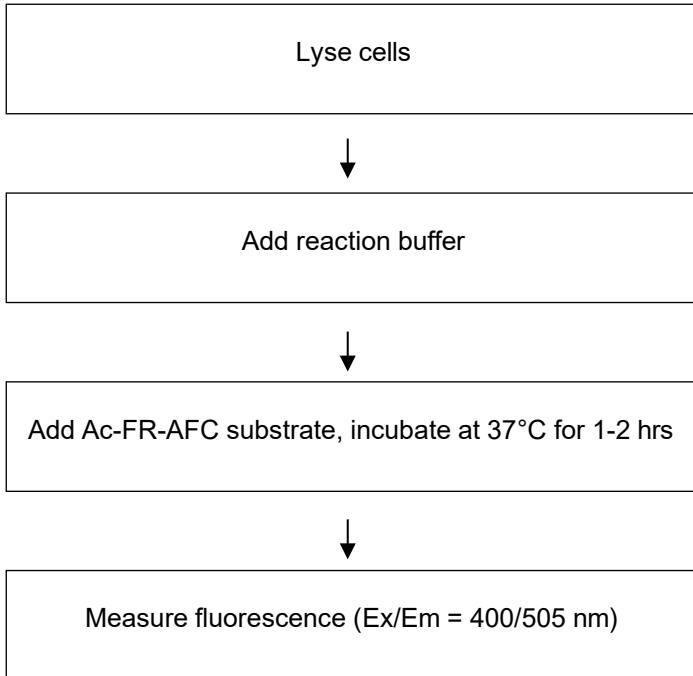 Lyse cells
Add reaction buffer
Add Ac-FR-AFC substrate, incubate at 37°C for 1-2 hrs
Measure fluorescence (Ex/Em = 400/505 nm)